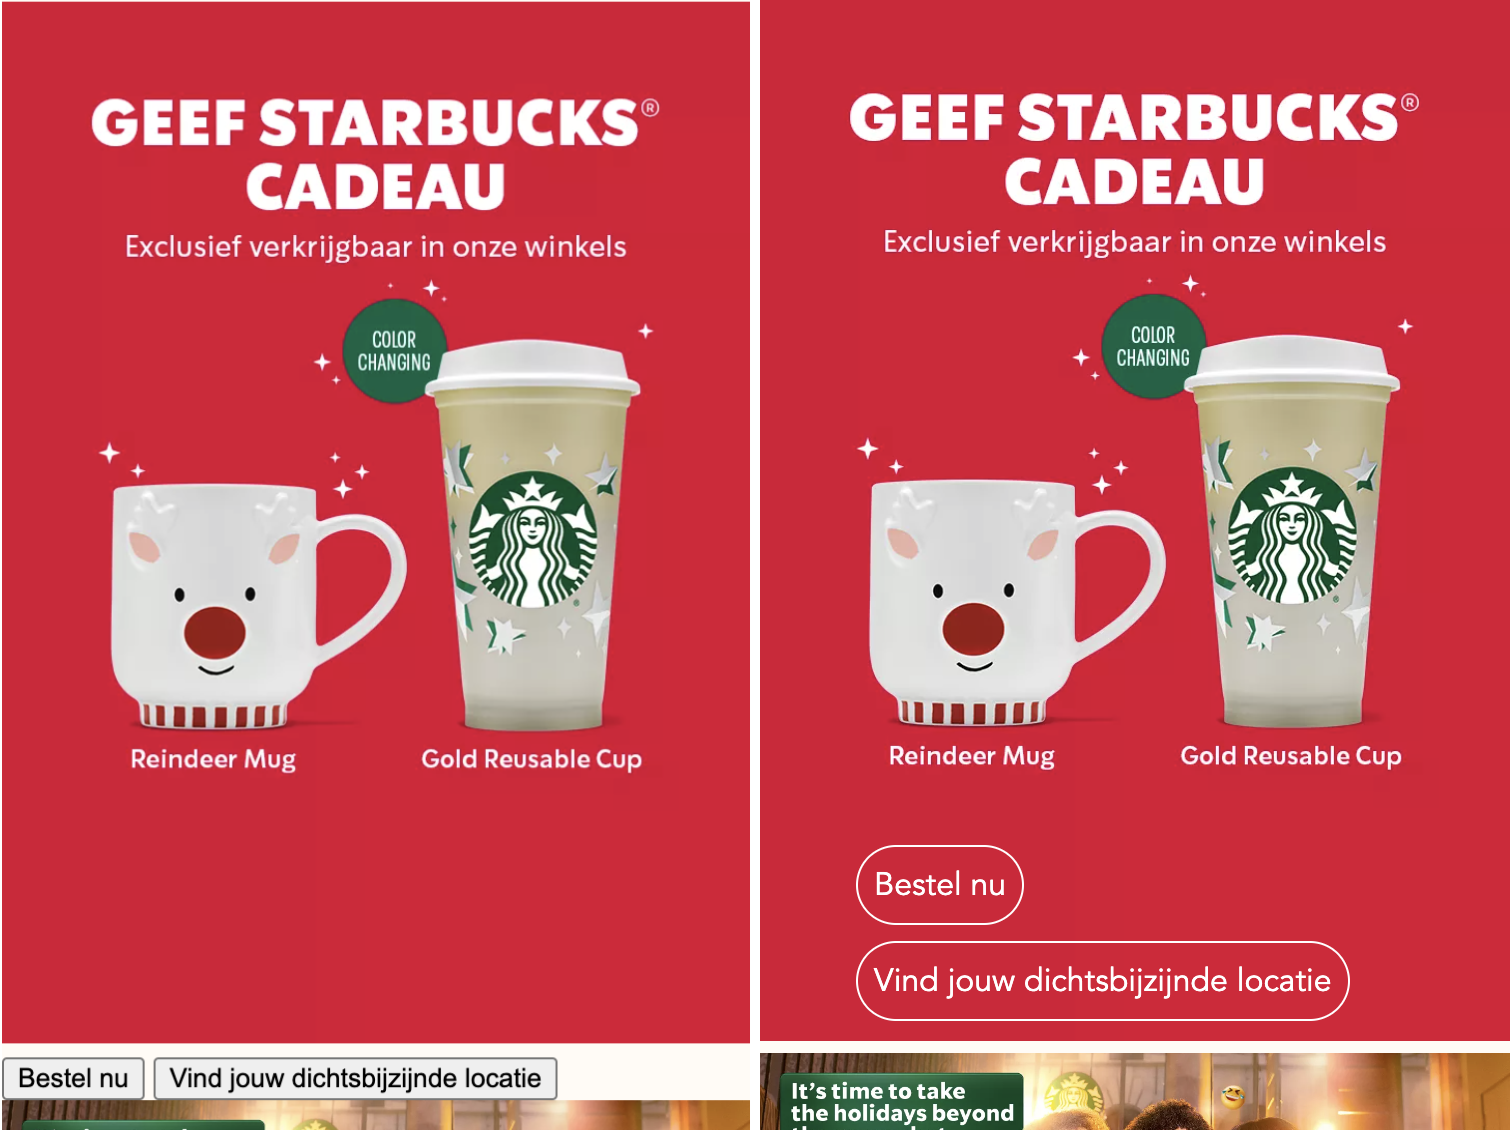 GEEF STARBUCKS®
CADEAU
Exclusief verkrijgbaar in onze winkels
COLOR
CHANGING
Reindeer Mug
Gold Reusable Cup
Bestel nu
Vind jouw dichtsbijzijnde locatie
GEEF STARBUCKS®
CADEAU
Exclusief verkrijgbaar in onze winkels
COLOR
CHANGING
Reindeer Mug
Gold Reusable Cup
Bestel nu
Vind jouw dichtsbijzijnde locatie
It's time to take
the holidays beyond